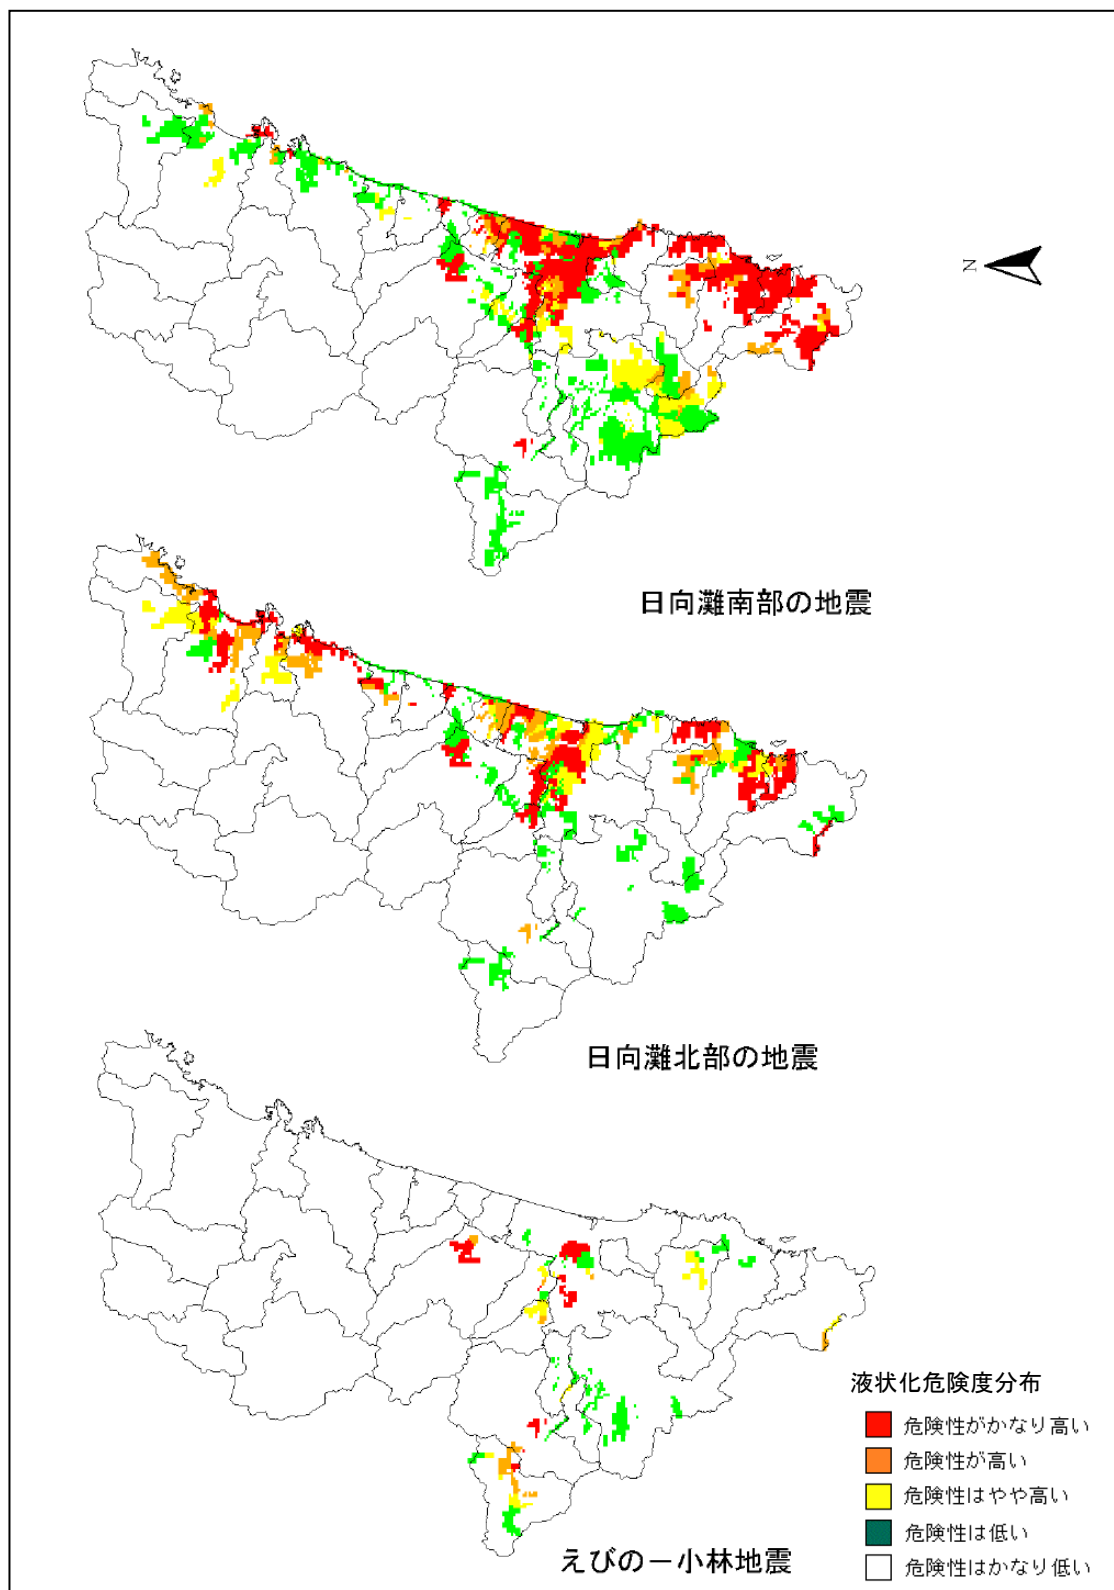 N
日向灘南部の地震
日向灘北部の地震
えびの－小林地震
液状化危険度分布
危険性がかなり高い
危険性が高い
危険性はやや高い
危険性は低い
危険性はかなり低い